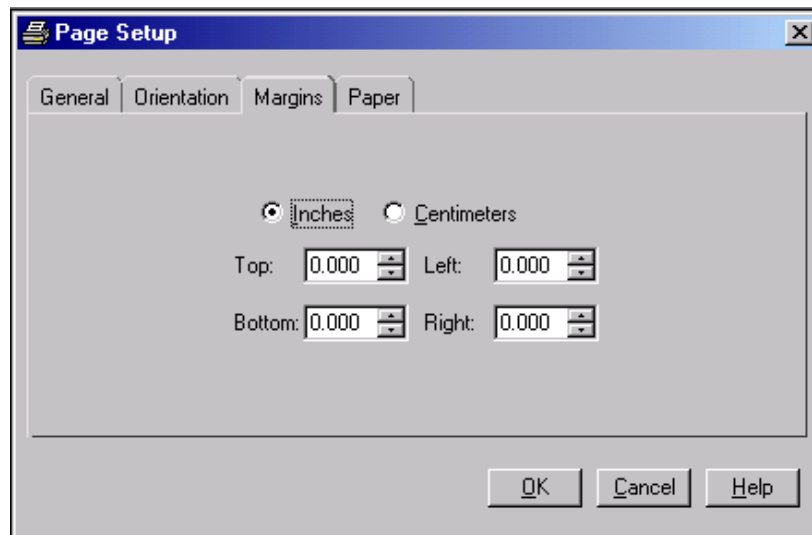 Page Setup
General Orientation Margins Paper
Inches Centimeters
Top: 0.000 Left: 0.000
Bottom: 0.000 Right: 0.000
OK Cancel Help